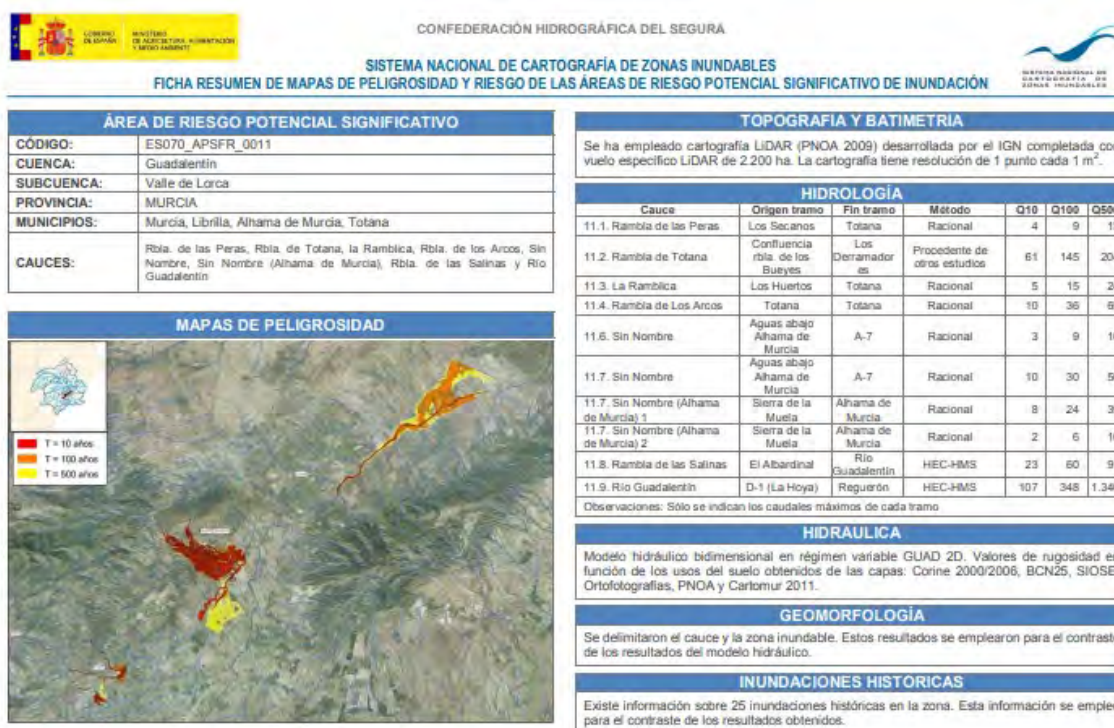 GOBIERNO DE ESPAÑA
MINISTERIO DE AGRICULTURA, ALIMENTACIÓN Y MEDIO AMBIENTE
CONFEDERACIÓN HIDROGRÁFICA DEL SEGURA
SISTEMA NACIONAL DE CARTOGRAFÍA DE ZONAS INUNDABLES
FICHA RESUMEN DE MAPAS DE PELIGROSIDAD Y RIESGO DE LAS ÁREAS DE RIESGO POTENCIAL SIGNIFICATIVO DE INUNDACIÓN
SISTEMA NACIONAL DE
CARTOGRAFÍA DE
ZONAS INUNDABLES
ÁREA DE RIESGO POTENCIAL SIGNIFICATIVO
CÓDIGO: ES070_APSFR_0011
CUENCA: Guadalentín
SUBCUENCA: Valle de Lorca
PROVINCIA: MURCIA
MUNICIPIOS: Murcia, Librilla, Alhama de Murcia, Totana
CAUCES: Rbla. de las Peras, Rbla. de Totana, la Ramblica, Rbla. de los Arcos, Sin
Nombre, Sin Nombre (Alhama de Murcia), Rbla. de las Salinas y Río
Guadalentín
MAPAS DE PELIGROSIDAD
T = 10 años
T = 100 años
T = 500 años
TOPOGRAFIA Y BATIMETRIA
Se ha empleado cartografía LiDAR (PNOA 2009) desarrollada por el IGN completada
vuelo específico LiDAR de 2.200 ha. La cartografía tiene resolución de 1 punto cada 1 m².
HIDROLOGÍA
Cauce Origen tramo Fin tramo Método Q10 Q100
11.1. Rambla de las Peras Los Secanos Totana Racional 4 9
11.2. Rambla de Totana Confluencia rbla. de los Bueyes Los Derramadores Procedente de otros estudios 61 145
11.3. La Ramblica Los Huertos Totana Racional 5 15
11.4. Rambla de Los Arcos Totana Totana Racional 10 36
11.6. Sin Nombre Aguas abajo Alhama de Murcia A-7 Racional 3 9
11.7. Sin Nombre Aguas abajo Alhama de Murcia A-7 Racional 10 30
11.7. Sin Nombre (Alhama de Murcia) 1 Sierra de la Muela Alhama de Murcia Racional 8 24
11.7. Sin Nombre (Alhama de Murcia) 2 Sierra de la Muela Alhama de Murcia Racional 2 6
11.8. Rambla de las Salinas El Albardinal Río Guadalentín HEC-HMS 23 60
11.9. Río Guadalentín D-1 (La Hoya) Reguerón HEC-HMS 107 348
Observaciones: Sólo se indican los caudales máximos de cada tramo
HIDRAULICA
Modelo hidráulico bidimensional en régimen variable GUAD 2D. Valores de rugosidad
función de los usos del suelo obtenidos de las capas: Corine 2000/2006, BCN25,
Ortofotografías, PNOA y Cartomur 2011.
GEOMORFOLOGÍA
Se delimitaron el cauce y la zona inundable. Estos resultados se emplearon para el
de los resultados del modelo hidráulico.
INUNDACIONES HISTÓRICAS
Existe información sobre 25 inundaciones históricas en la zona. Esta información se
para el contraste de los resultados obtenidos.